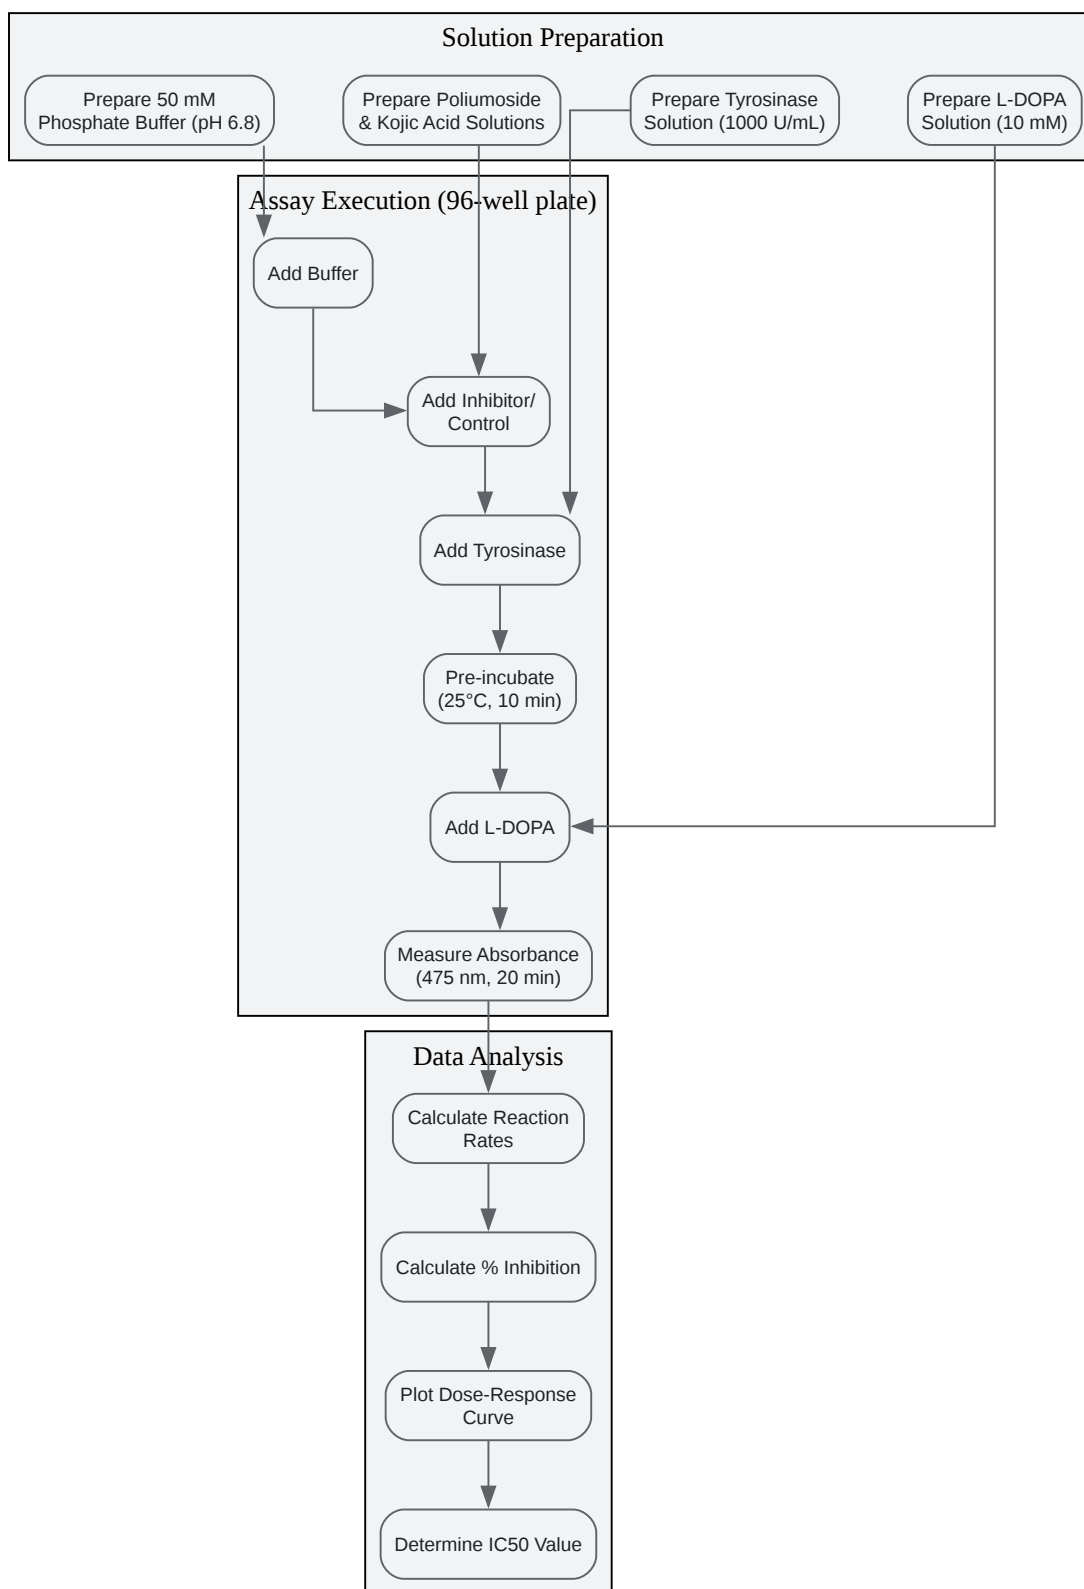 Solution Preparation
Prepare 50 mM
Phosphate Buffer (pH 6.8)
Prepare Poliumoside
& Kojic Acid Solutions
Prepare Tyrosinase
Solution (1000 U/mL)
Prepare L-DOPA
Solution (10 mM)
Assay Execution (96-well plate)
Add Buffer
Add Inhibitor/
Control
Add Tyrosinase
Pre-incubate
(25°C, 10 min)
Add L-DOPA
Measure Absorbance
(475 nm, 20 min)
Data Analysis
Calculate Reaction
Rates
Calculate % Inhibition
Plot Dose-Response
Curve
Determine IC50 Value